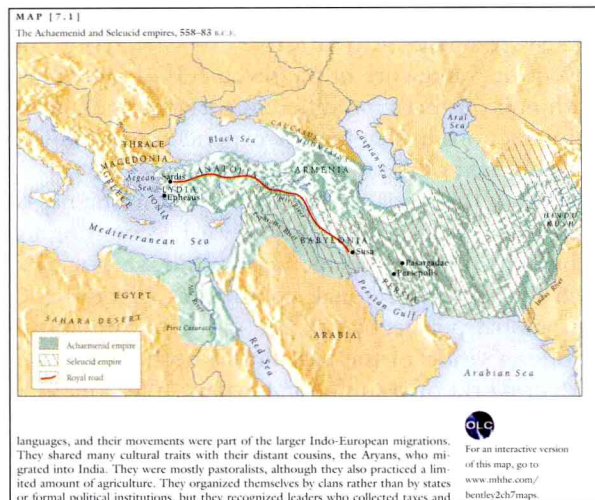 MAP [7.1]
The Achaemenid and Seleucid empires, 558–83 B.C.E.
Aral
Sea
CAUCASUS
MOUNTAINS
Black Sea
Caspian Sea
THRACE
MACEDONIA
Sardis
ANATOLIA
ARMENIA
Aegean
Sea
LYDIA
GREECE
IONIA
Ephesus
HINDU
KUSH
Mediterranean Sea
BABYLONIA
Susa
Pasargadae
Persepolis
PERSIA
EGYPT
Nile River
Persian Gulf
Indus River
SAHARA DESERT
First Cataract
ARABIA
Red Sea
Arabian Sea
Achaemenid empire
Seleucid empire
Royal road
OLC
For an interactive version
of this map, go to
www.mhhe.com/
bentley2ch7maps.
languages, and their movements were part of the larger Indo-European migrations.
They shared many cultural traits with their distant cousins, the Aryans, who mi-
grated into India. They were mostly pastoralists, although they also practiced a lim-
ited amount of agriculture. They organized themselves by clans rather than by states
or formal political institutions, but they recognized leaders who collected taxes and